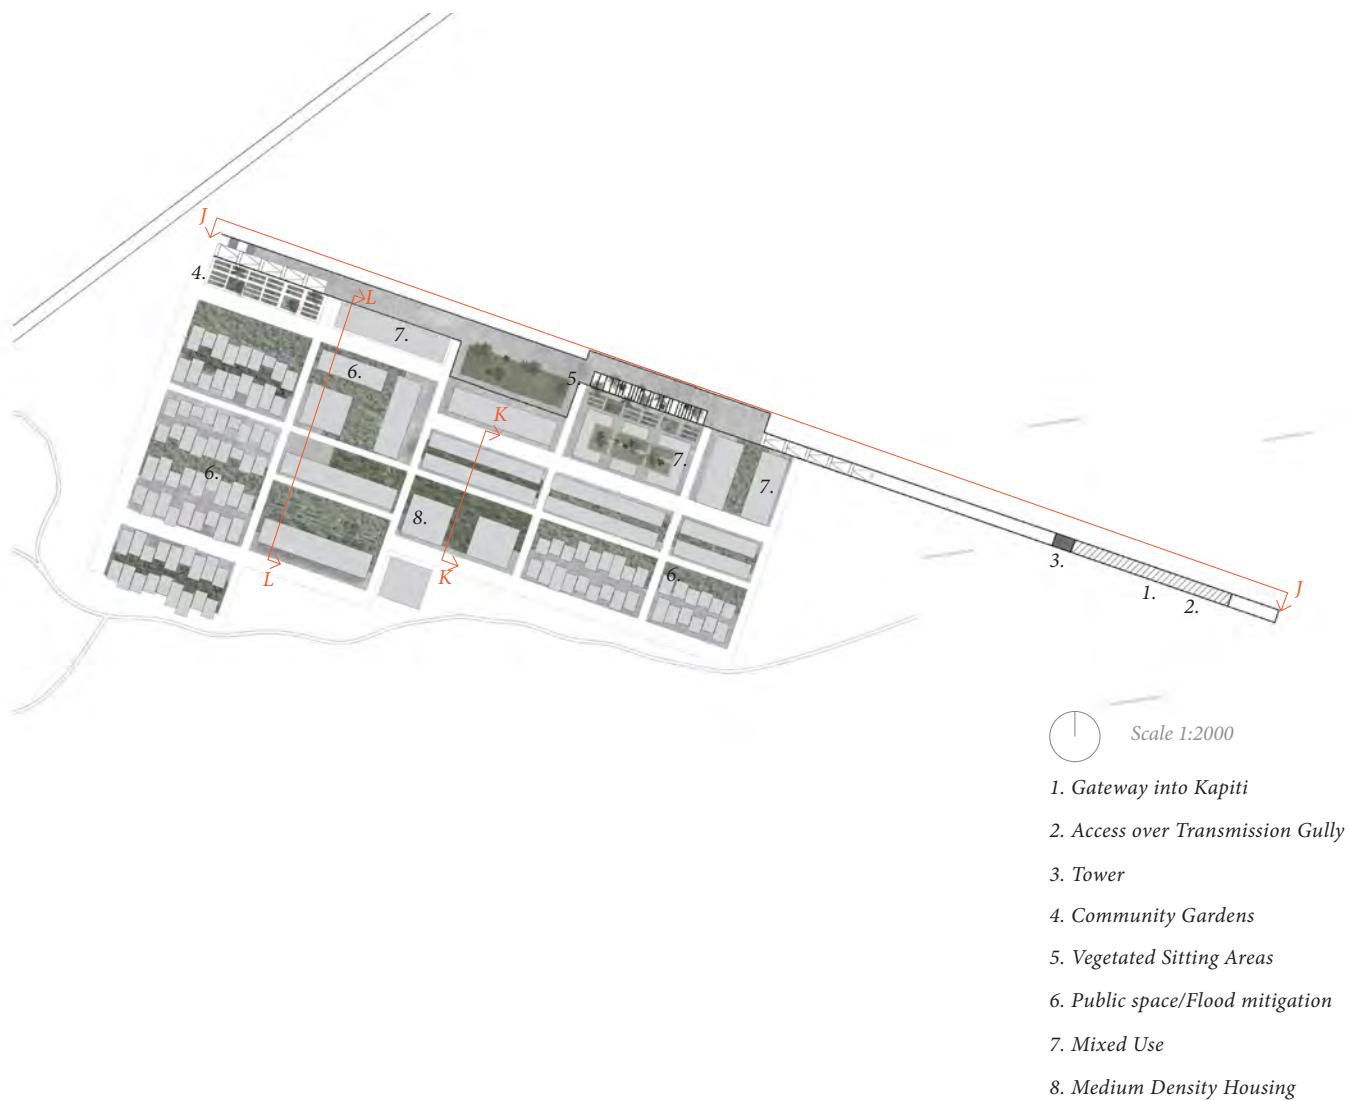 J
4.
L
7.
6.
5.
K
7.
6.
7.
8.
L
K
6.
3.
1.
2.
J
Scale 1:2000
1. Gateway into Kapiti
2. Access over Transmission Gully
3. Tower
4. Community Gardens
5. Vegetated Sitting Areas
6. Public space/Flood mitigation
7. Mixed Use
8. Medium Density Housing